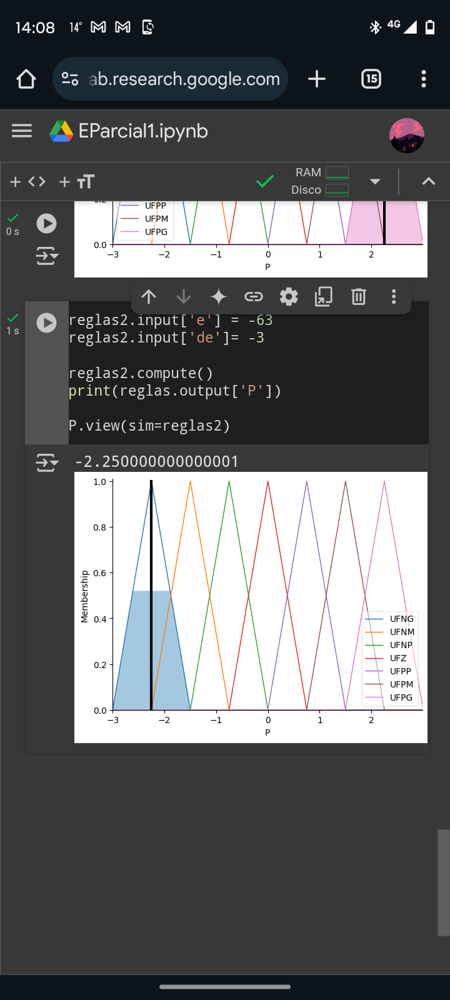 14:08 14°
4G
ab.research.google.com
15
EParcial1.ipynb
RAM
Disco
0 s
UFPP
UFPM
UFPG
0.0
−3 −2 −1 0 1 2
P
1 s
reglas2.input['e'] = -63
reglas2.input['de']= -3
reglas2.compute()
print(reglas.output['P'])
P.view(sim=reglas2)
-2.250000000000001
1.0
0.8
0.6
0.4
0.2
0.0
Membership
UFNG
UFNM
UFNP
UFZ
UFPP
UFPM
UFPG
−3 −2 −1 0 1 2
P